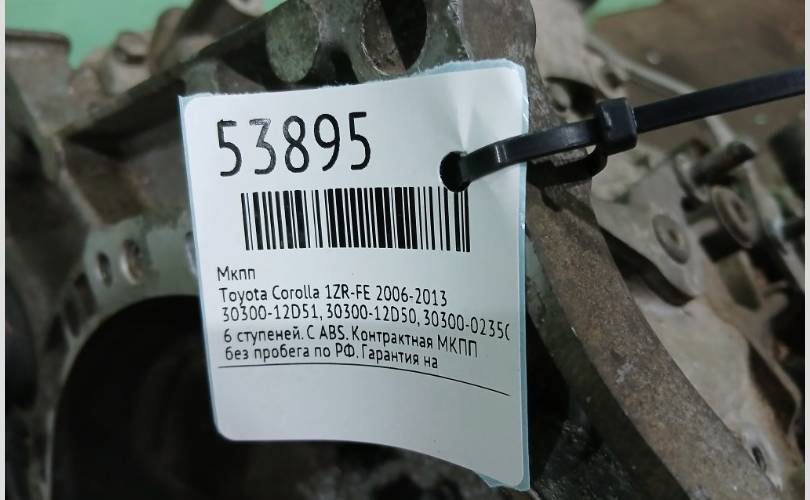 53895
Мкпп
Toyota Corolla 1ZR-FE 2006-2013
30300-12D51, 30300-12D50, 30300-0235
6 ступеней. С ABS. Контрактная МКПП
без пробега по РФ. Гарантия на